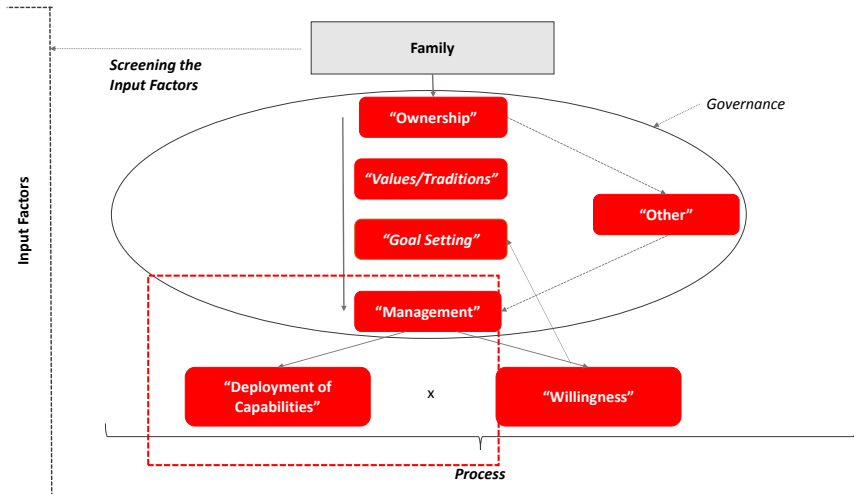 Family
Screening the
Input Factors
“Ownership”
Governance
“Values/Traditions”
“Other”
“Goal Setting”
Input Factors
“Management”
“Deployment of
Capabilities”
x
“Willingness”
Process